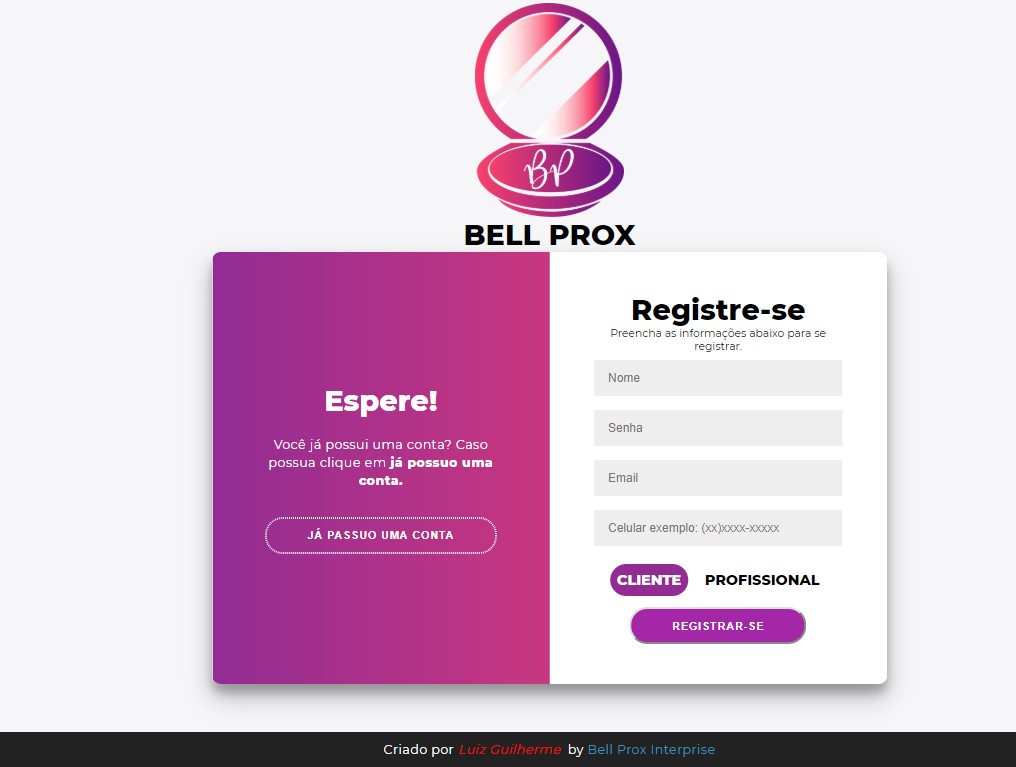 BP
BELL PROX
Espere!
Você já possui uma conta? Caso
possua clique em já possuo uma
conta.
JÁ PASSUO UMA CONTA
Registre-se
Preencha as informações abaixo para se
registrar.
Nome
Senha
Email
Celular exemplo: (xx)xxxx-xxxxx
CLIENTE PROFISSIONAL
REGISTRAR-SE
Criado por Luiz Guilherme by Bell Prox Interprise